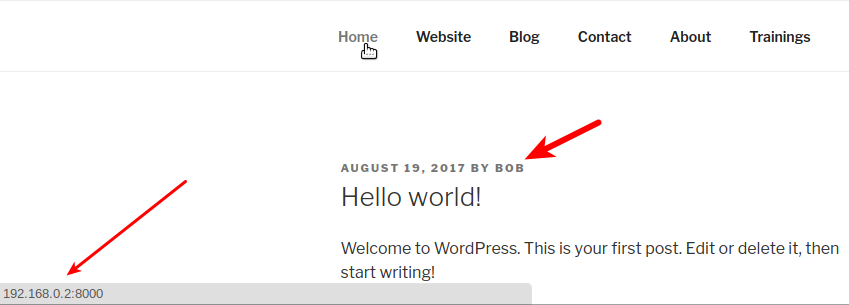 Home Website Blog Contact About Trainings
AUGUST 19, 2017 BY BOB
Hello world!
Welcome to WordPress. This is your first post. Edit or delete it, then
start writing!
192.168.0.2:8000